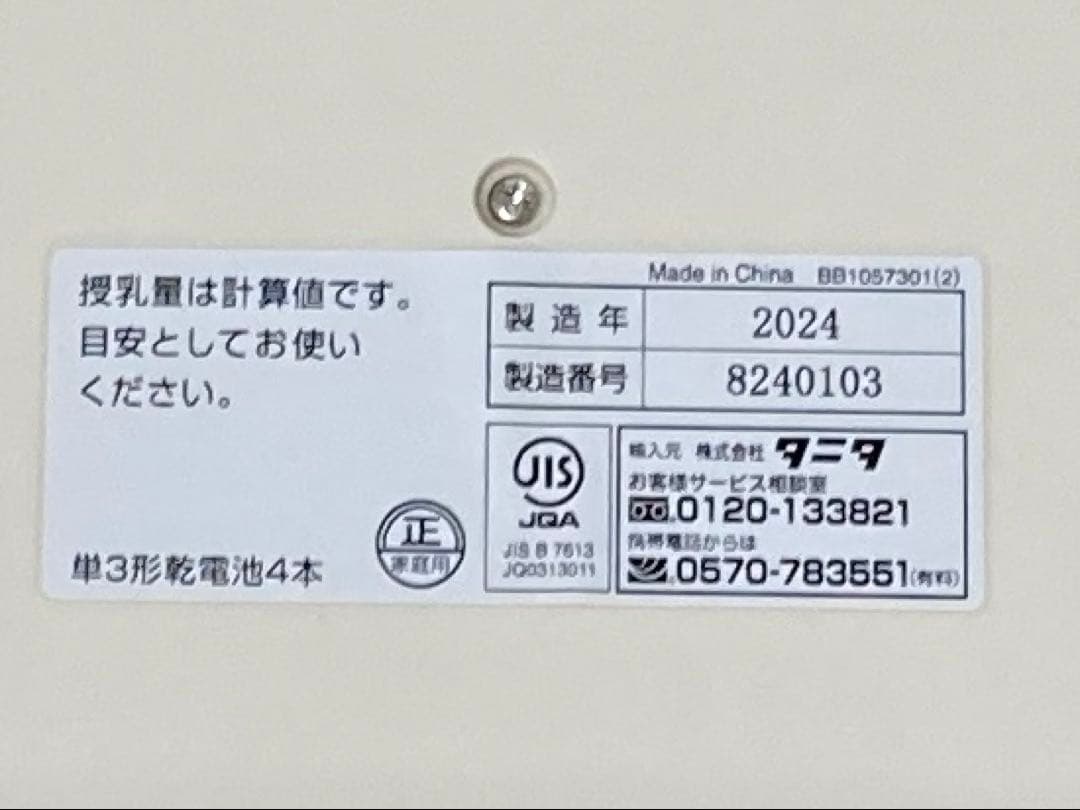 授乳量は計算値です。
目安としてお使い
ください。
単3形乾電池4本
正
家庭用
Made in China BB1057301(2)
製造年 2024
製造番号 8240103
JIS
JQA
JIS B 7613
JQ0313011
輸入元 株式会社 タニタ
お客様サービス相談室
0120-133821
携帯電話からは
0570-783551(有料)